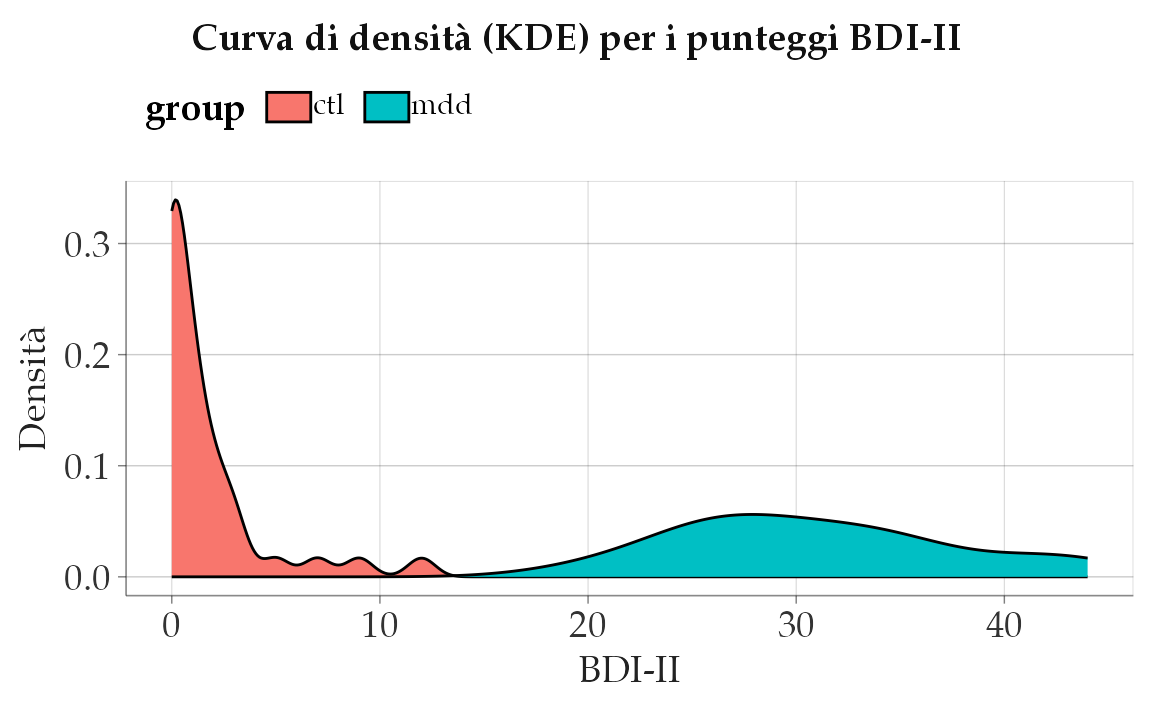 Curva di densità (KDE) per i punteggi BDI-II
group ctl mdd
Densità
0.3
0.2
0.1
0.0
0 10 20 30 40
BDI-II